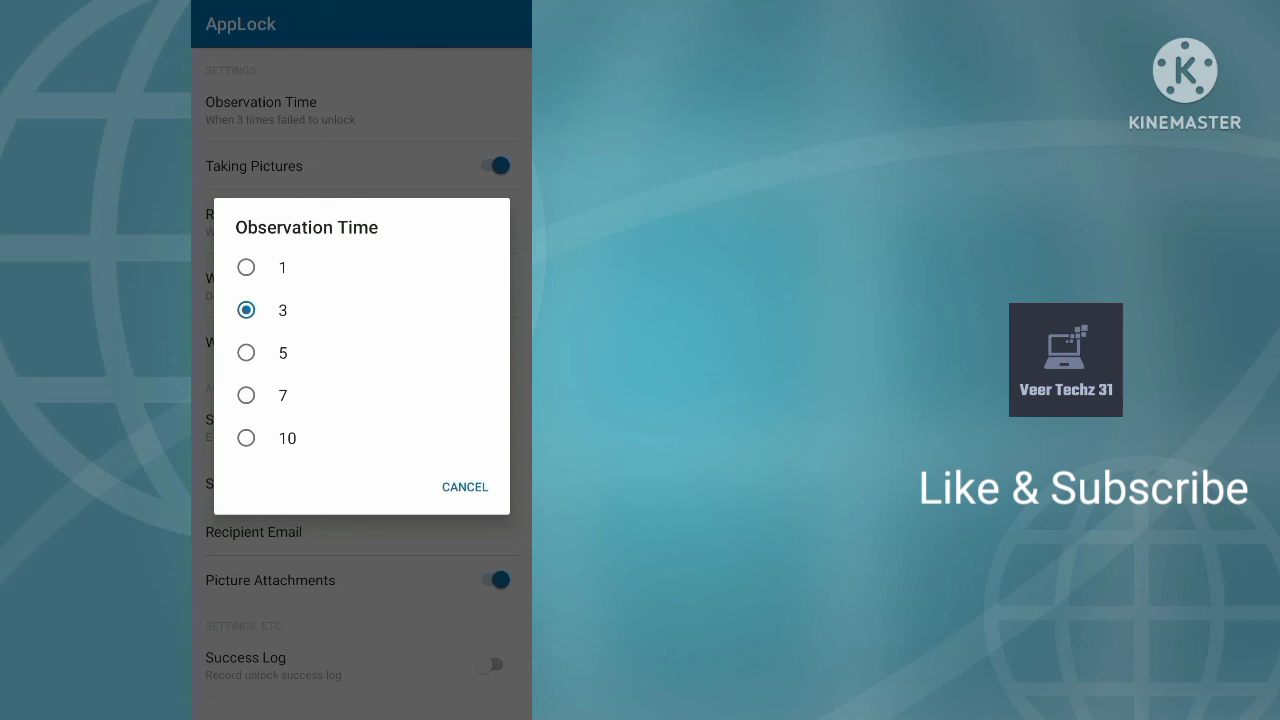 AppLock
SETTINGS
Observation Time
When 3 times failed to unlock
Taking Pictures
Observation Time
1
3
5
7
10
CANCEL
Recipient Email
Picture Attachments
SETTINGS, ETC.
Success Log
Record unlock success log
KINEMASTER
Veer Techz 31
Like & Subscribe